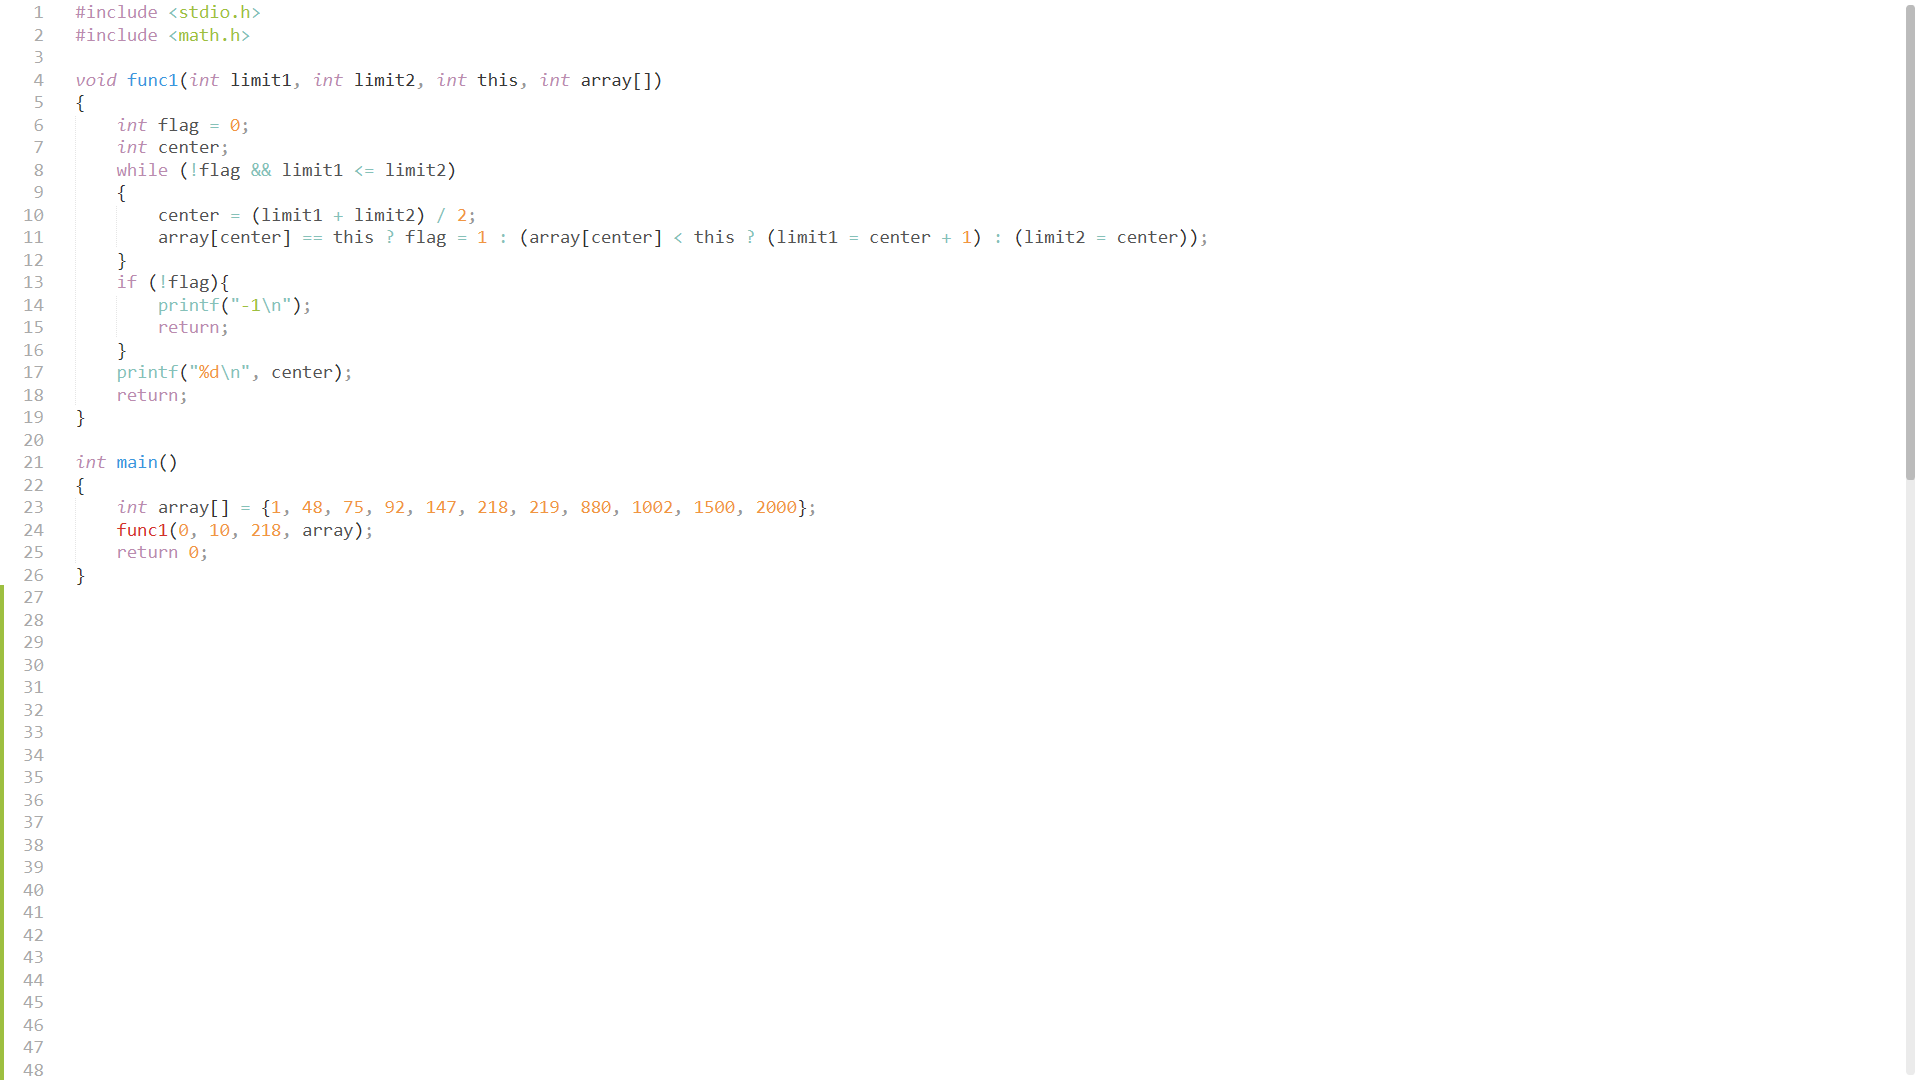 1 #include <stdio.h>
2 #include <math.h>
3
4 void func1(int limit1, int limit2, int this, int array[])
5 {
6     int flag = 0;
7     int center;
8     while (!flag && limit1 <= limit2)
9     {
10         center = (limit1 + limit2) / 2;
11         array[center] == this ? flag = 1 : (array[center] < this ? (limit1 = center + 1) : (limit2 = center));
12     }
13     if (!flag){
14         printf("-1\n");
15         return;
16     }
17     printf("%d\n", center);
18     return;
19 }
20
21 int main()
22 {
23     int array[] = {1, 48, 75, 92, 147, 218, 219, 880, 1002, 1500, 2000};
24     func1(0, 10, 218, array);
25     return 0;
26 }
27
28
29
30
31
32
33
34
35
36
37
38
39
40
41
42
43
44
45
46
47
48